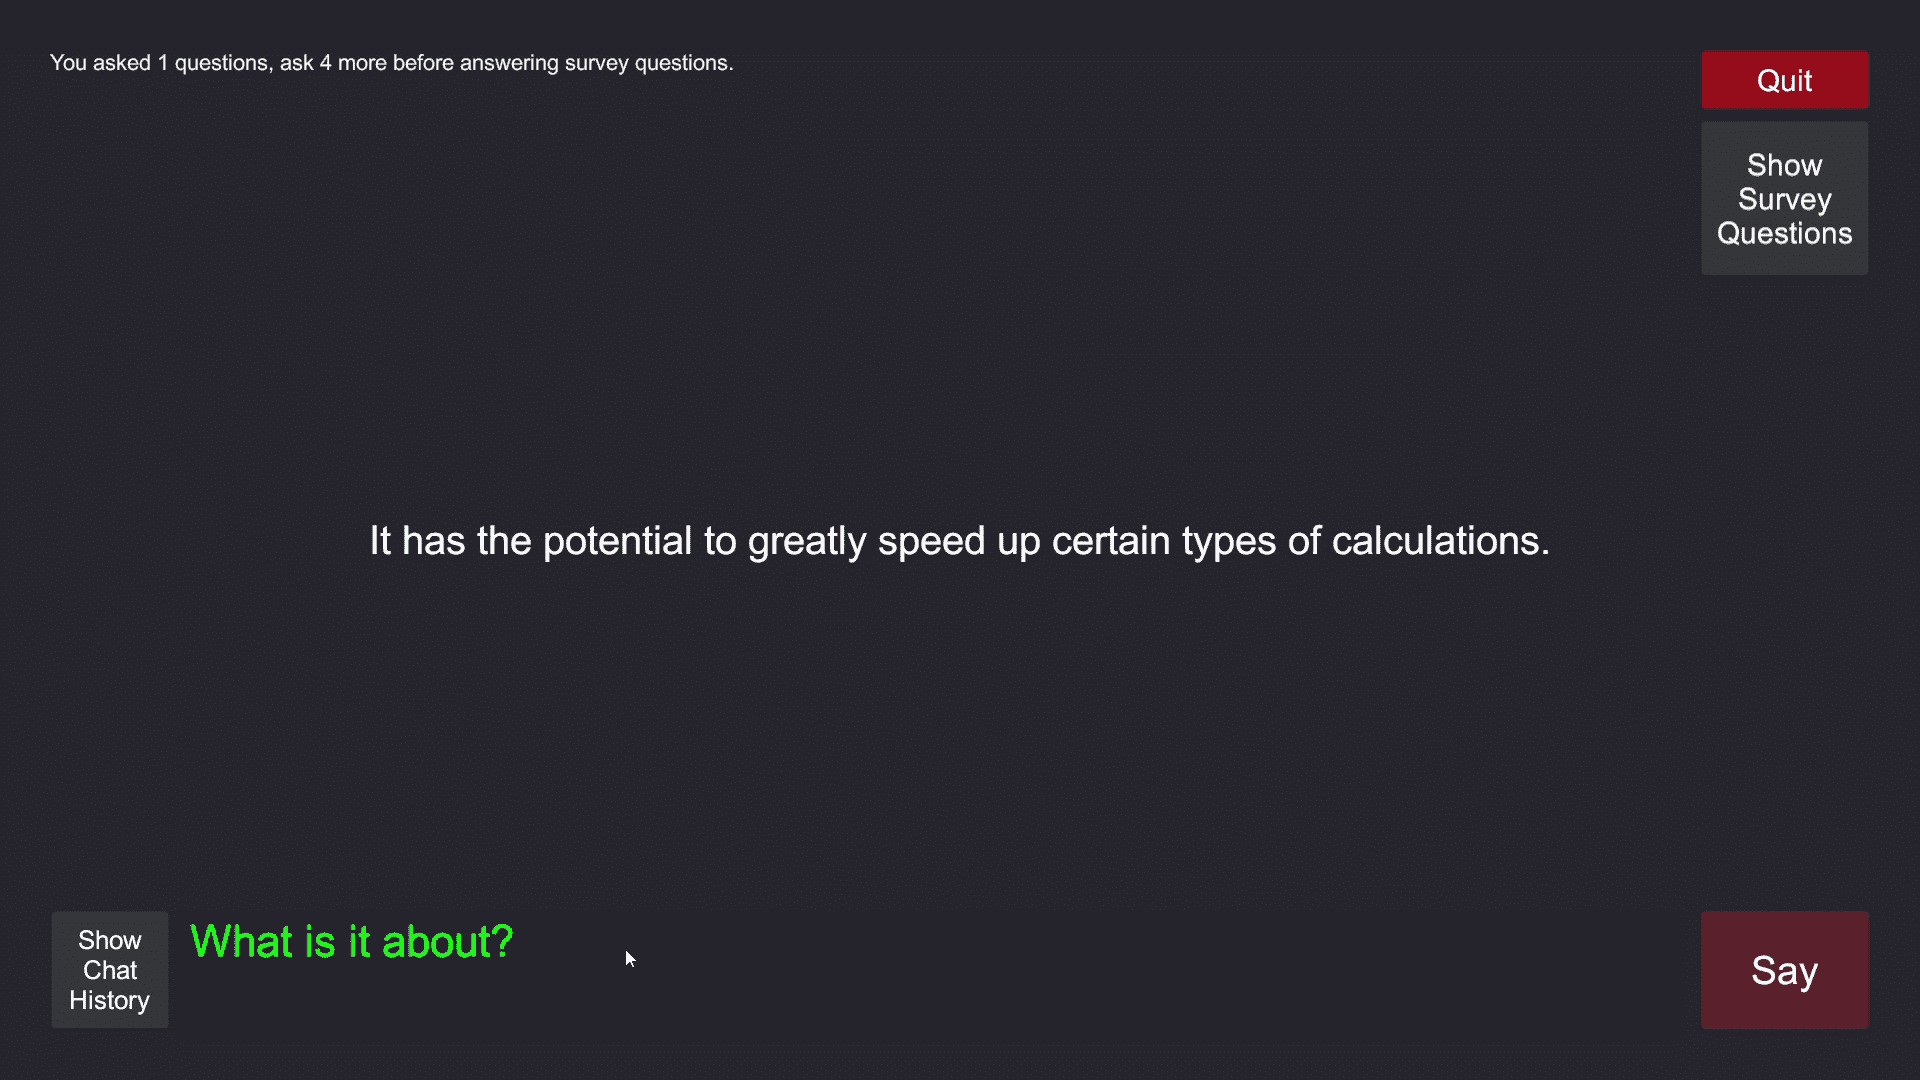 You asked 1 questions, ask 4 more before answering survey questions.
Quit
Show
Survey
Questions
It has the potential to greatly speed up certain types of calculations.
Show
Chat
History
What is it about?
Say